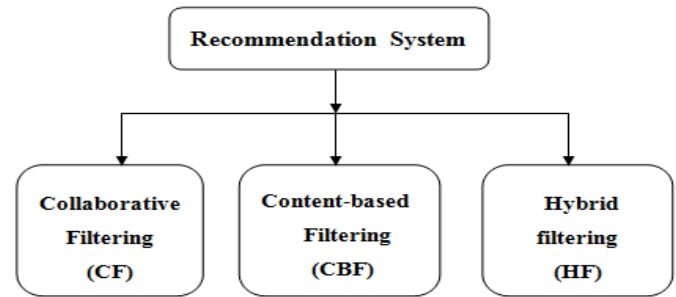 Recommendation System
Collaborative
Filtering
(CF)
Content-based
Filtering
(CBF)
Hybrid
filtering
(HF)